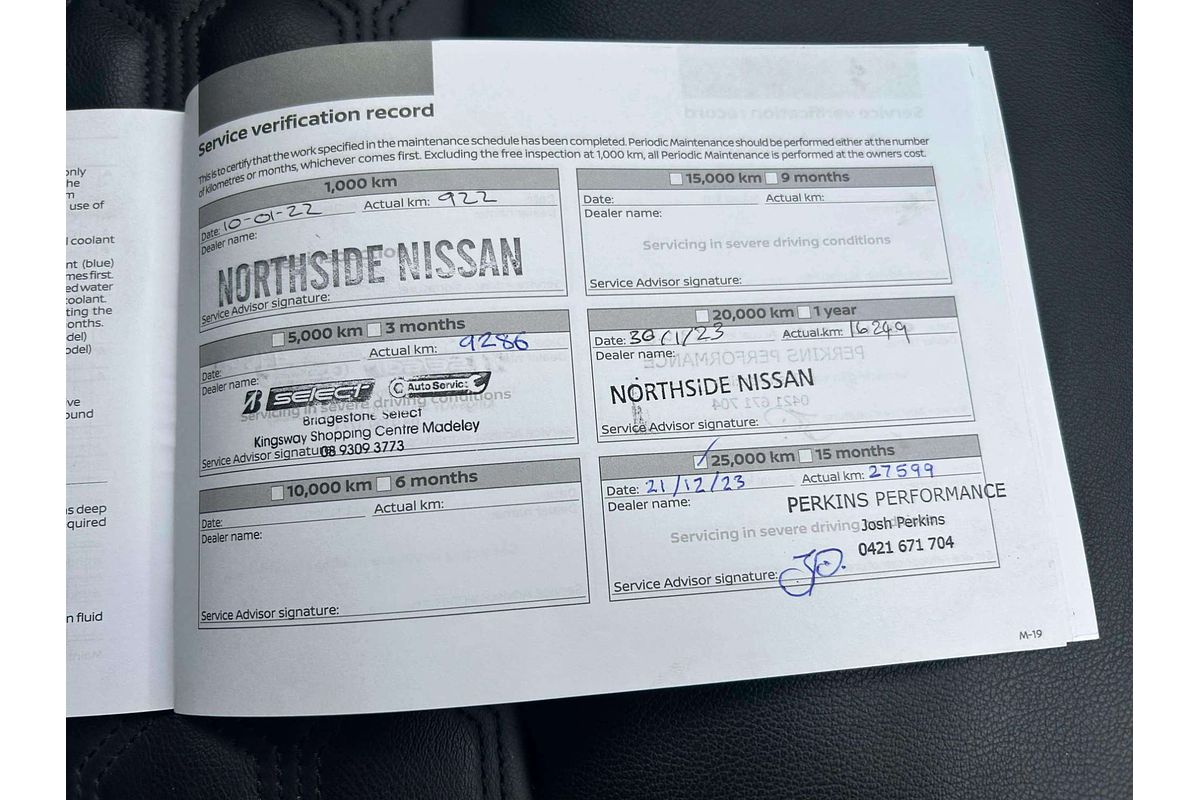 only
he
m
use of
coolant
nt (blue)
mes first.
ed water
coolant.
ting the
onths.
del)
odel)
ve
ound
s deep
quired
n fluid
Service verification record
This is to certify that the work specified in the maintenance schedule has been completed. Periodic Maintenance should be performed either at the number
of kilometres or months, whichever comes first. Excluding the free inspection at 1,000 km, all Periodic Maintenance is performed at the owners cost.
1,000 km
Date: 10-01-22 Actual km: 922
Dealer name:
NORTHSIDE NISSAN
Service Advisor signature:
5,000 km 3 months
Date: Actual km: 9286
Dealer name:
SELECT Auto Service
Servicing in severe driving conditions
Bridgestone Select
Kingsway Shopping Centre Madeley
Service Advisor signature: 08 9309 3773
10,000 km 6 months
Date: Actual km:
Dealer name:
Service Advisor signature:
15,000 km 9 months
Date: Actual km:
Dealer name:
Servicing in severe driving conditions
Service Advisor signature:
20,000 km 1 year
Date: 30/1/23 Actual km: 16249
Dealer name:
NORTHSIDE NISSAN
Service Advisor signature:
25,000 km 15 months
Date: 21/12/23 Actual km: 27599
Dealer name: PERKINS PERFORMANCE
Servicing in severe driving Josh Perkins
0421 671 704
Service Advisor signature:
M-19